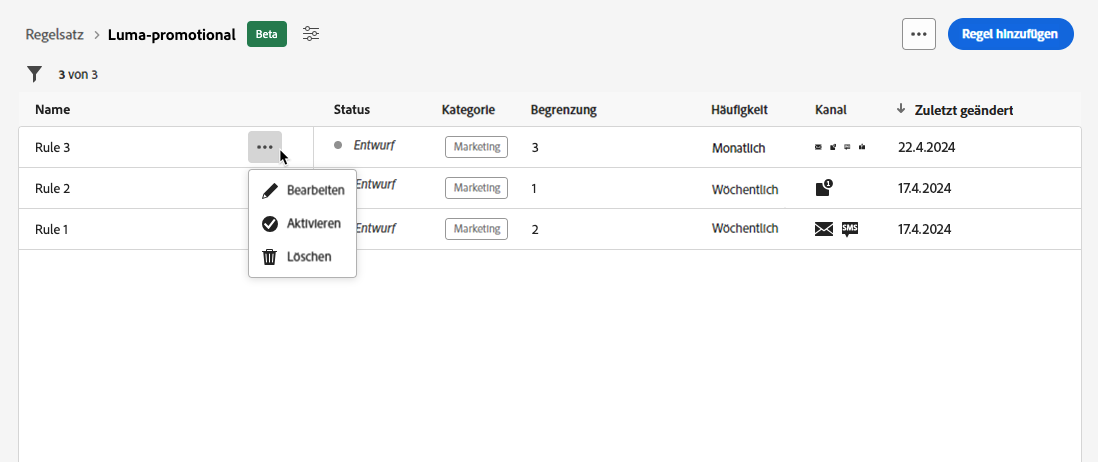 Regelsatz > Luma-promotional Beta
Regel hinzufügen
3 von 3
Name Status Kategorie Begrenzung Häufigkeit Kanal Zuletzt geändert
Rule 3 Entwurf Marketing 3 Monatlich 22.4.2024
Rule 2 Entwurf Marketing 1 Wöchentlich 1 17.4.2024
Rule 1 Entwurf Marketing 2 Wöchentlich SMS 17.4.2024
Bearbeiten
Aktivieren
Löschen